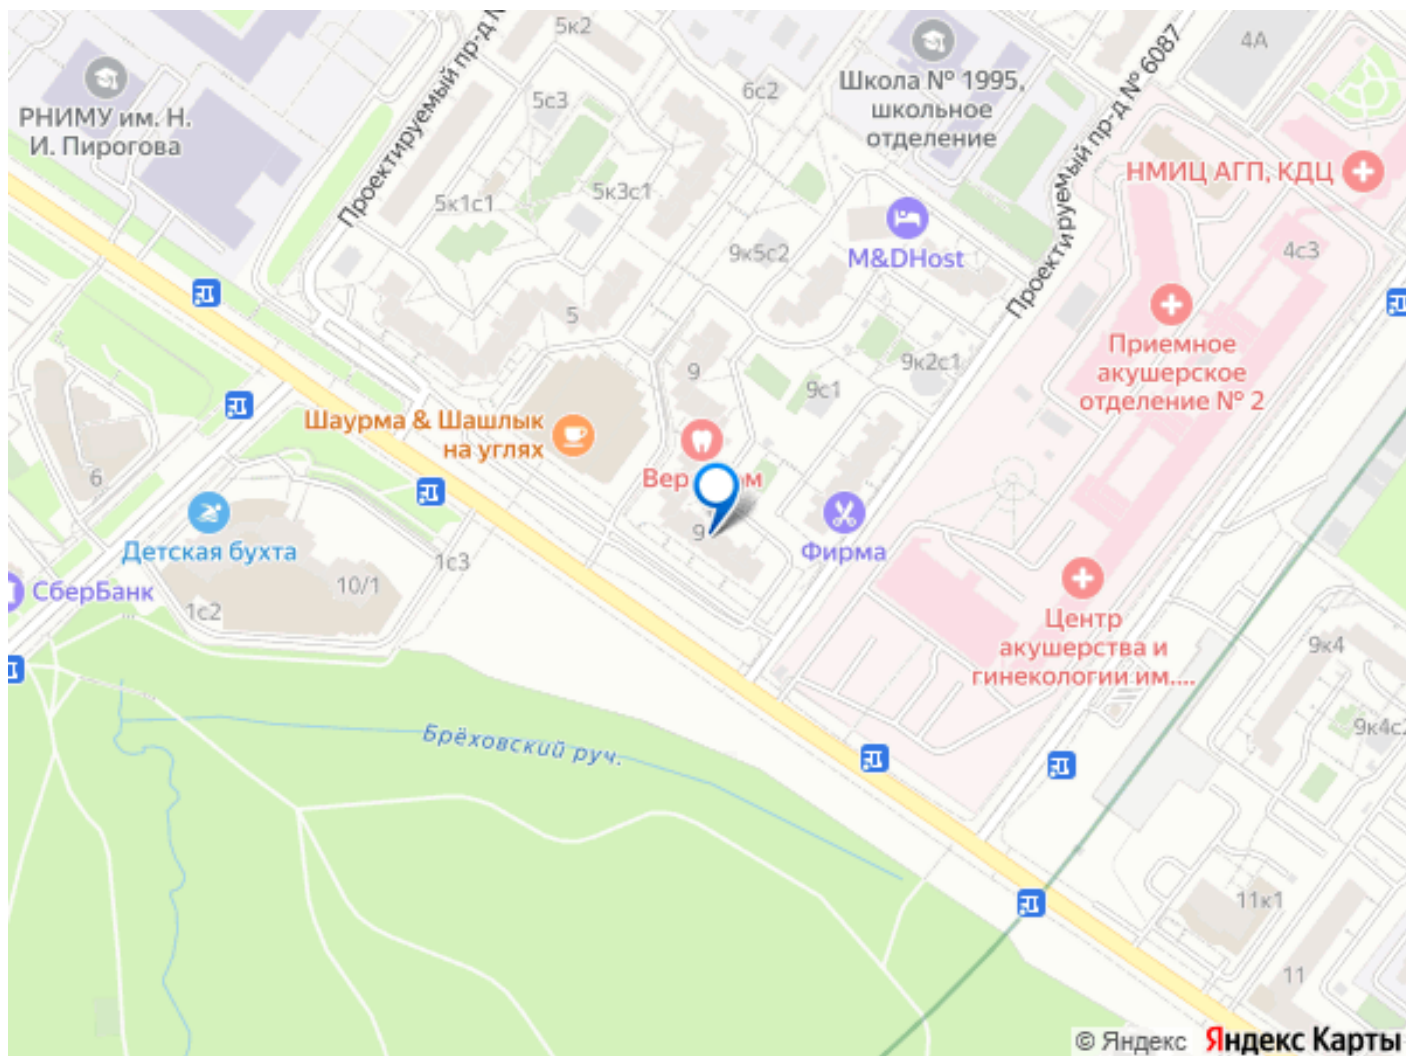 5к2
Проектируемый пр-д №
4А
Школа № 1995,
школьное
отделение
РНИМУ им. Н.
И. Пирогова
5с3
6с2
Проектируемый пр-д № 6087
НМИЦ АГП, КДЦ
5к3с1
5к1с1
9к5с2
M&DHost
4с3
5
Приемное
акушерское
отделение № 2
9
9с1
9к2с1
Шаурма & Шашлык
на углях
6
Детская бухта
1с3
9
Фирма
СберБанк
10/1
1с2
Центр
акушерства и
гинекологии им....
9к4
Брёховский руч.
9к4с2
11к1
11
© Яндекс Яндекс Карты